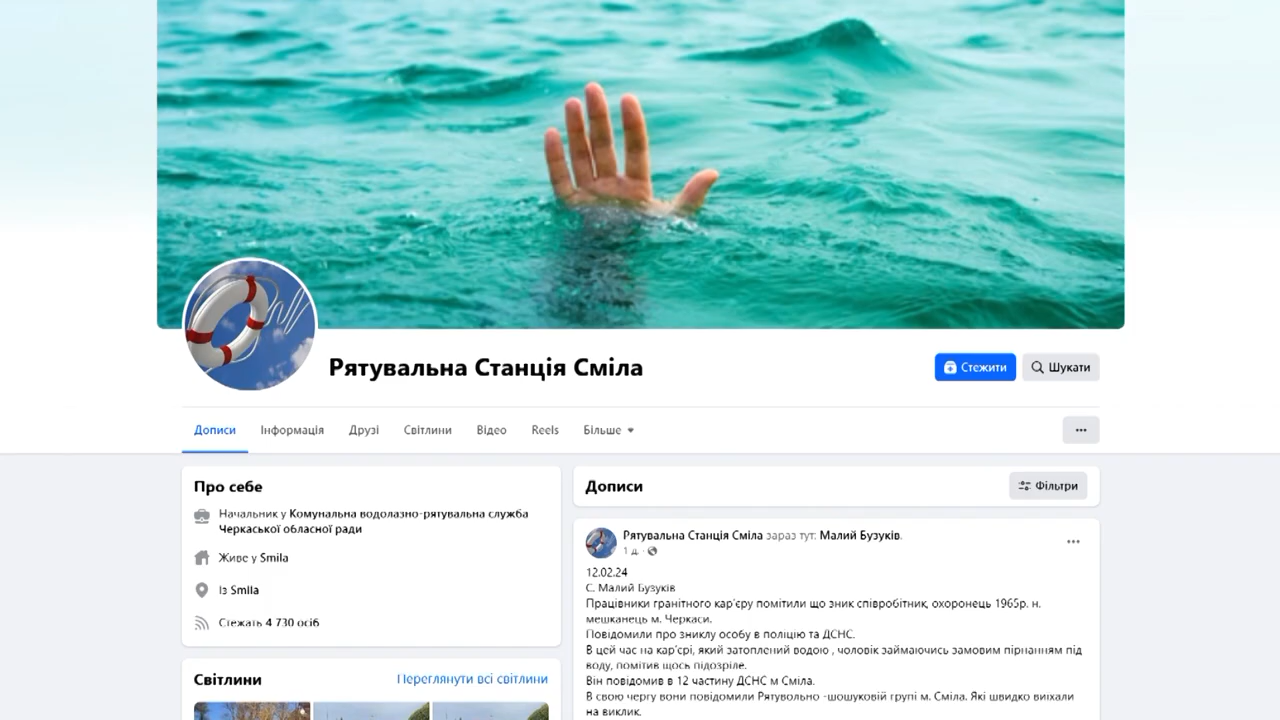 Рятувальна Станція Сміла
Стежити
Шукати
Дописи
Інформація
Друзі
Світлини
Відео
Reels
Більше
Про себе
Начальник у Комунальна водолазно-рятувальна служба
Черкаської обласної ради
Живе у Smila
Із Smila
Стежать 4 730 осіб
Світлини
Переглянути всі світлини
Дописи
Фільтри
Рятувальна Станція Сміла зараз тут: Малий Бузуків.
1 д.
12.02.24
С. Малий Бузуків
Працівники гранітного кар'єру помітили що зник співробітник, охоронець 1965р. н.
мешканець м. Черкаси.
Повідомили про зниклу особу в поліцію та ДСНС.
В цей час на кар'єрі, який затоплений водою , чоловік займаючись замовим пірнанням під
воду, помітив щось підозріле.
Він повідомив в 12 частину ДСНС м Сміла.
В свою чергу вони повідомили Рятувольно -шошуковій групі м. Сміла. Які швидко виїхали
на виклик.